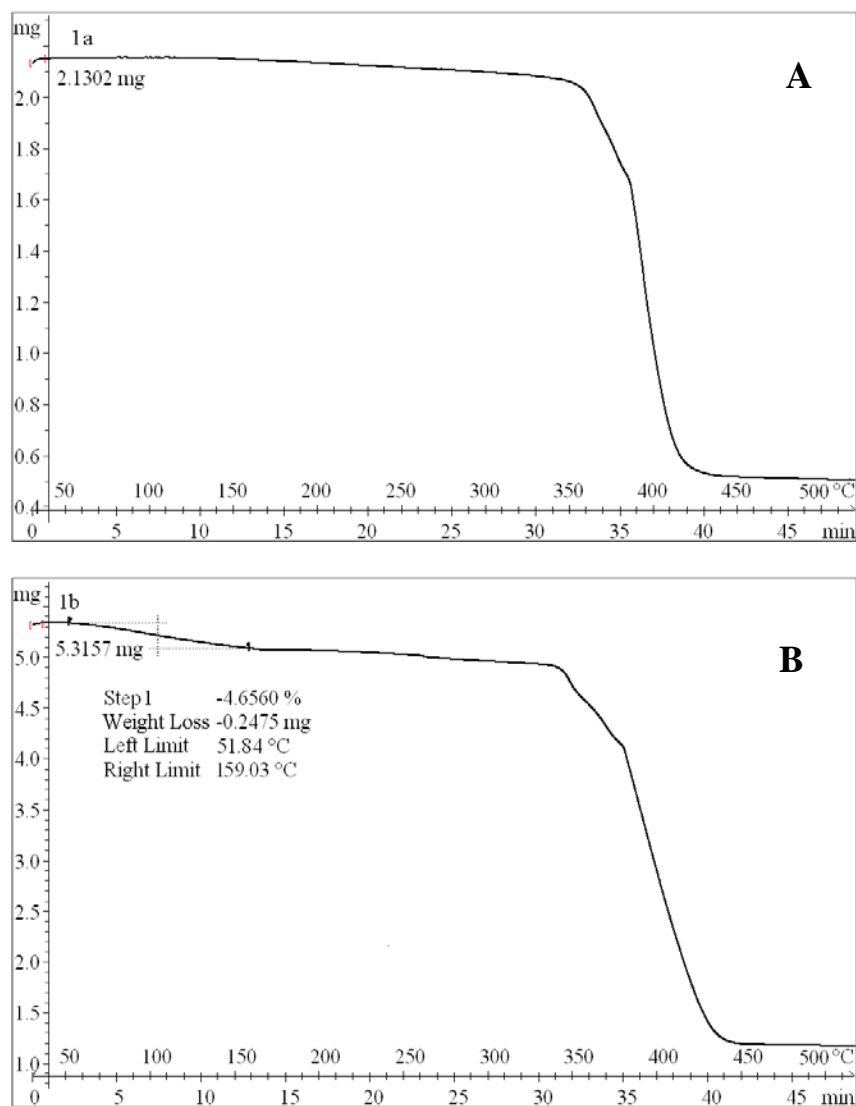 mg
1a
A
2.1302 mg
2.0
1.8
1.6
1.4
1.2
1.0
0.8
0.6
0.4
50 100 150 200 250 300 350 400 450 500 °C
0 5 10 15 20 25 30 35 40 45 min
mg
1b
B
5.3157 mg
5.0
Step1 -4.6560 %
Weight Loss -0.2475 mg
Left Limit 51.84 °C
Right Limit 159.03 °C
4.5
4.0
3.5
3.0
2.5
2.0
1.5
1.0
50 100 150 200 250 300 350 400 450 500 °C
0 5 10 15 20 25 30 35 40 45 min